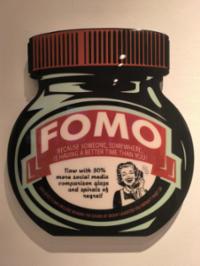 FOMO
BECAUSE SOMEONE, SOMEWHERE...
IS HAVING A BETTER TIME THAN YOU!
Now with 30%
more social media
comparison glaze
and spirals of
regret!